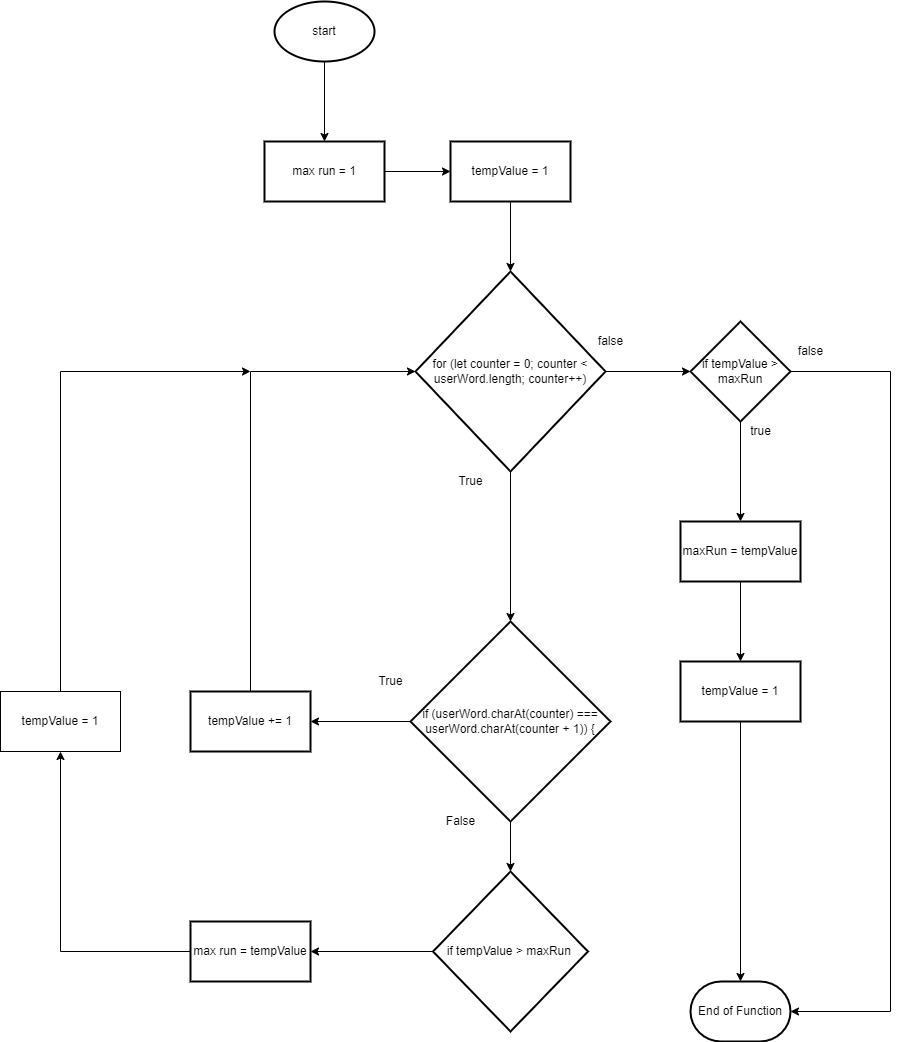 start
max run = 1
tempValue = 1
for (let counter = 0; counter <
userWord.length; counter++)
false
if tempValue >
maxRun
false
true
True
maxRun = tempValue
True
if (userWord.charAt(counter) ===
userWord.charAt(counter + 1)) {
tempValue += 1
tempValue = 1
tempValue = 1
False
if tempValue > maxRun
max run = tempValue
End of Function